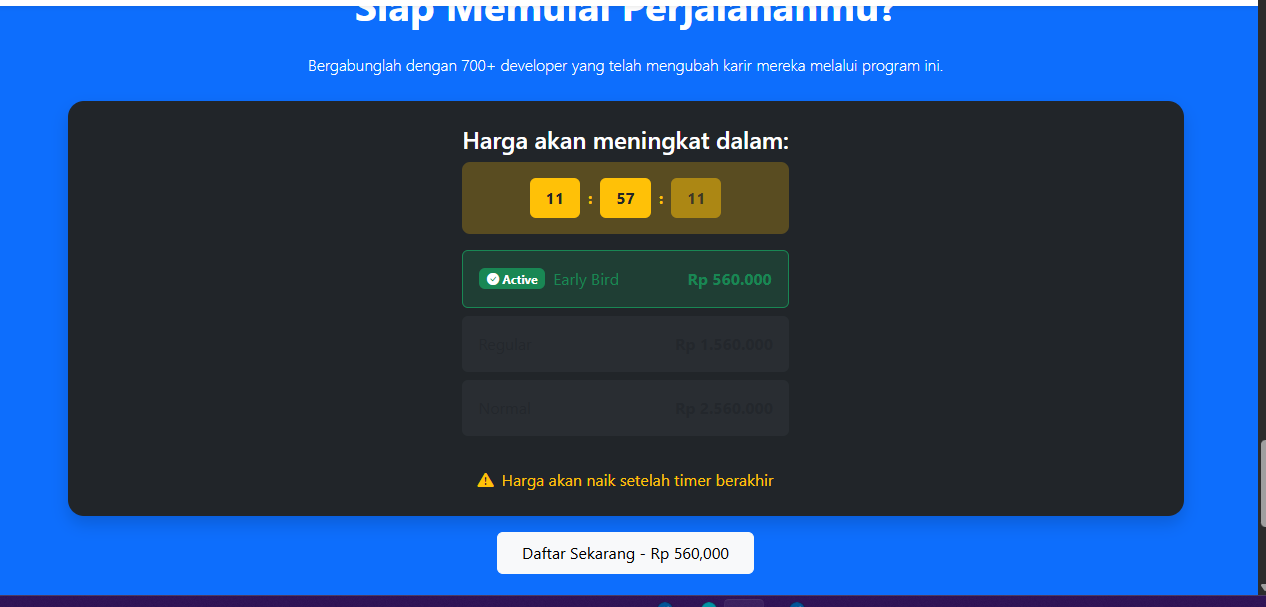 Siap Memulai Perjalananmu?
Bergabunglah dengan 700+ developer yang telah mengubah karir mereka melalui program ini.
Harga akan meningkat dalam:
11 : 57 : 11
Active Early Bird Rp 560.000
Regular Rp 1.560.000
Normal Rp 2.560.000
Harga akan naik setelah timer berakhir
Daftar Sekarang - Rp 560,000